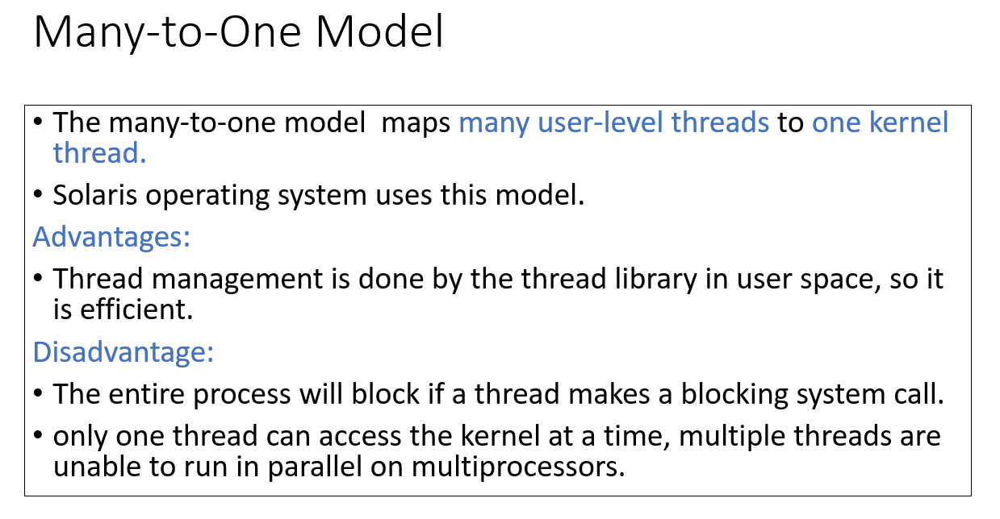 Many-to-One Model
• The many-to-one model  maps many user-level threads to one kernel
thread.
• Solaris operating system uses this model.
Advantages:
• Thread management is done by the thread library in user space, so it
is efficient.
Disadvantage:
• The entire process will block if a thread makes a blocking system call.
• only one thread can access the kernel at a time, multiple threads are
unable to run in parallel on multiprocessors.